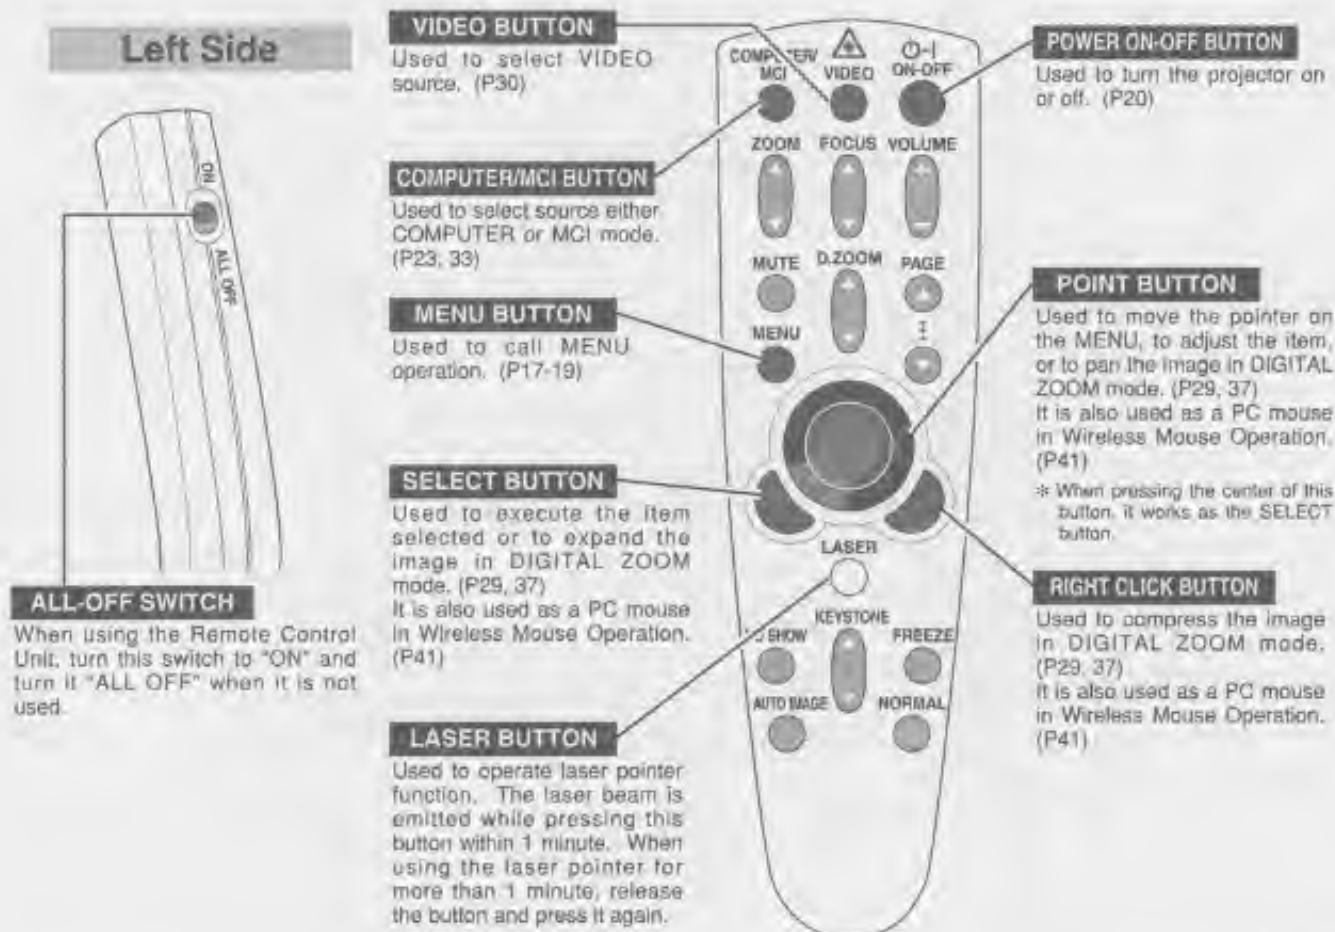 Left Side
ON
ALL OFF
ALL-OFF SWITCH
When using the Remote Control
Unit, turn this switch to "ON" and
turn it "ALL OFF" when it is not
used.
VIDEO BUTTON
Used to select VIDEO
source. (P30)
COMPUTER/MCI BUTTON
Used to select source either
COMPUTER or MCI mode.
(P23, 33)
MENU BUTTON
Used to call MENU
operation. (P17-19)
SELECT BUTTON
Used to execute the item
selected or to expand the
image in DIGITAL ZOOM
mode. (P29, 37)
It is also used as a PC mouse
in Wireless Mouse Operation.
(P41)
LASER BUTTON
Used to operate laser pointer
function. The laser beam is
emitted while pressing this
button within 1 minute. When
using the laser pointer for
more than 1 minute, release
the button and press it again.
COMPUTER/
MCI
VIDEO
ON-OFF
ZOOM
FOCUS
VOLUME
MUTE
D.ZOOM
PAGE
MENU
LASER
KEYSTONE
SHOW
FREEZE
AUTO IMAGE
NORMAL
POWER ON-OFF BUTTON
Used to turn the projector on
or off. (P20)
POINT BUTTON
Used to move the pointer on
the MENU, to adjust the item,
or to pan the image in DIGITAL
ZOOM mode. (P29, 37)
It is also used as a PC mouse
in Wireless Mouse Operation.
(P41)
✽ When pressing the center of this
button, it works as the SELECT
button.
RIGHT CLICK BUTTON
Used to compress the image
in DIGITAL ZOOM mode.
(P29, 37)
It is also used as a PC mouse
in Wireless Mouse Operation.
(P41)